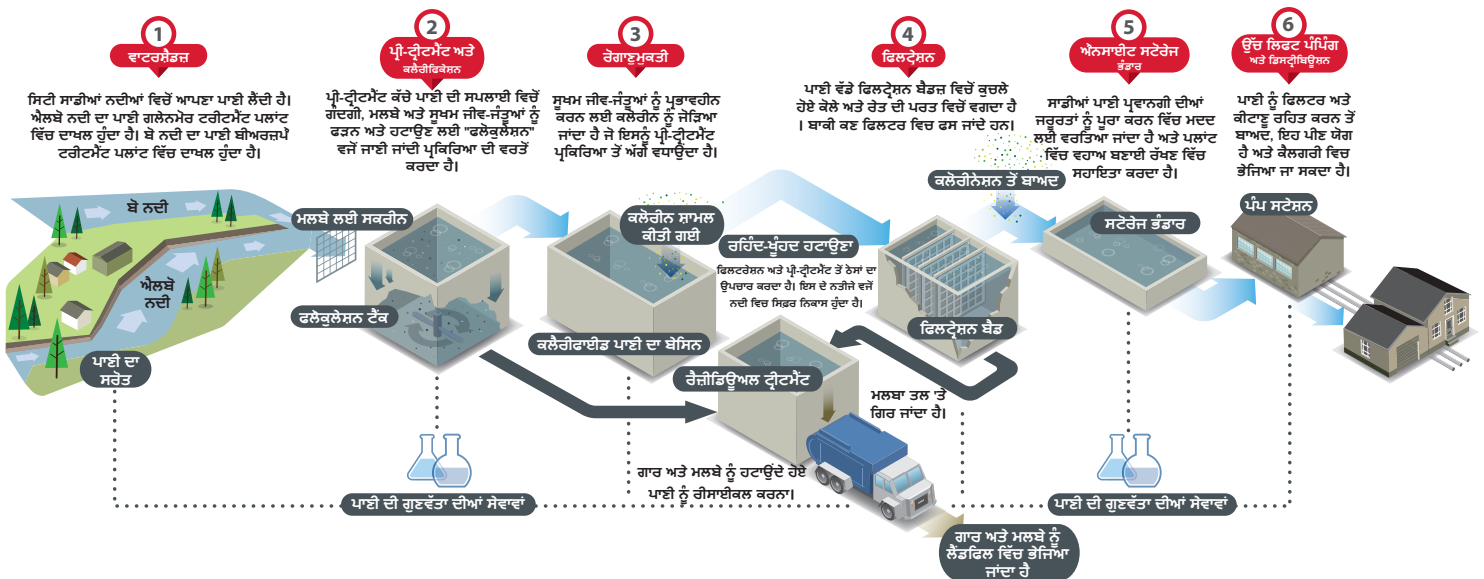 1
ਵਾਟਰਸ਼ੈਡਜ਼
ਸਿਟੀ ਸਾਡੀਆਂ ਨਦੀਆਂ ਵਿਚੋਂ ਆਪਣਾ ਪਾਣੀ ਲੈਂਦੀ ਹੈ।
ਐਲਬੋ ਨਦੀ ਦਾ ਪਾਣੀ ਗਲੇਨਮੋਰ ਟਰੀਟਮੈਂਟ ਪਲਾਂਟ
ਵਿੱਚ ਦਾਖਲ ਹੁੰਦਾ ਹੈ। ਬੋ ਨਦੀ ਦਾ ਪਾਣੀ ਬੀਅਰਜ਼ਪੌ
ਟਰੀਟਮੈਂਟ ਪਲਾਂਟ ਵਿੱਚ ਦਾਖਲ ਹੁੰਦਾ ਹੈ।
2
ਪ੍ਰੀ-ਟ੍ਰੀਟਮੈਂਟ ਅਤੇ
ਕਲੈਰੀਫਿਕੇਸ਼ਨ
ਪ੍ਰੀ-ਟ੍ਰੀਟਮੈਂਟ ਕੱਚੇ ਪਾਣੀ ਦੀ ਸਪਲਾਈ ਵਿਚੋਂ
ਗੰਦਗੀ, ਮਲਬੇ ਅਤੇ ਸੂਖਮ ਜੀਵ-ਜੰਤੂਆਂ ਨੂੰ
ਫੜਨ ਅਤੇ ਹਟਾਉਣ ਲਈ "ਫਲੋਕੁਲੇਸ਼ਨ"
ਵਜੋਂ ਜਾਣੀ ਜਾਂਦੀ ਪ੍ਰਕਿਰਿਆ ਦੀ ਵਰਤੋਂ
ਕਰਦਾ ਹੈ।
3
ਰੋਗਾਣੂਮੁਕਤੀ
ਸੂਖਮ ਜੀਵ-ਜੰਤੂਆਂ ਨੂੰ ਪ੍ਰਭਾਵਹੀਨ
ਕਰਨ ਲਈ ਕਲੋਰੀਨ ਨੂੰ ਜੋੜਿਆ
ਜਾਂਦਾ ਹੈ ਜੋ ਇਸਨੂੰ ਪ੍ਰੀ-ਟ੍ਰੀਟਮੈਂਟ
ਪ੍ਰਕਿਰਿਆ ਤੋਂ ਅੱਗੇ ਵਧਾਉਂਦਾ ਹੈ।
4
ਫਿਲਟ੍ਰੇਸ਼ਨ
ਪਾਣੀ ਵੱਡੇ ਫਿਲਟ੍ਰੇਸ਼ਨ ਬੈਡਜ਼ ਵਿਚੋਂ ਕੁਚਲੇ
ਹੋਏ ਕੋਲੇ ਅਤੇ ਰੇਤ ਦੀ ਪਰਤ ਵਿਚੋਂ ਵਗਦਾ ਹੈ
। ਬਾਕੀ ਕਣ ਫਿਲਟਰ ਵਿਚ ਫਸ ਜਾਂਦੇ ਹਨ।
5
ਔਨਸਾਈਟ ਸਟੋਰੇਜ
ਭੰਡਾਰ
ਸਾਡੀਆਂ ਪਾਣੀ ਪ੍ਰਵਾਨਗੀ ਦੀਆਂ
ਜ਼ਰੂਰਤਾਂ ਨੂੰ ਪੂਰਾ ਕਰਨ ਵਿੱਚ ਮਦਦ
ਲਈ ਵਰਤਿਆ ਜਾਂਦਾ ਹੈ ਅਤੇ ਪਲਾਂਟ
ਵਿੱਚ ਵਹਾਅ ਬਣਾਈ ਰੱਖਣ ਵਿੱਚ
ਸਹਾਇਤਾ ਕਰਦਾ ਹੈ।
6
ਉੱਚ ਲਿਫਟ ਪੰਪਿੰਗ
ਅਤੇ ਡਿਸਟ੍ਰੀਬਿਊਸ਼ਨ
ਪਾਣੀ ਨੂੰ ਫਿਲਟਰ ਅਤੇ
ਕੀਟਾਣੂ ਰਹਿਤ ਕਰਨ ਤੋਂ
ਬਾਅਦ, ਇਹ ਪੀਣ ਯੋਗ
ਹੈ ਅਤੇ ਕੈਲਗਰੀ ਵਿਚ
ਭੇਜਿਆ ਜਾ ਸਕਦਾ ਹੈ।
ਬੋ ਨਦੀ
ਐਲਬੋ
ਨਦੀ
ਪਾਣੀ ਦਾ
ਸਰੋਤ
ਮਲਬੇ ਲਈ ਸਕਰੀਨ
ਫਲੋਕੁਲੇਸ਼ਨ ਟੈਂਕ
ਕਲੋਰੀਨ ਸ਼ਾਮਲ
ਕੀਤੀ ਗਈ
ਕਲੈਰੀਫਾਈਡ ਪਾਣੀ ਦਾ ਬੇਸਿਨ
ਰਹਿੰਦ-ਖੂੰਹਦ ਹਟਾਉਣਾ
ਫਿਲਟਰੇਸ਼ਨ ਅਤੇ ਪ੍ਰੀ-ਟ੍ਰੀਟਮੈਂਟ ਤੋਂ ਠੋਸਾਂ ਦਾ
ਉਪਚਾਰ ਕਰਦਾ ਹੈ। ਇਸ ਦੇ ਨਤੀਜੇ ਵਜੋਂ
ਨਦੀ ਵਿਚ ਸਿਫ਼ਰ ਨਿਕਾਸ ਹੁੰਦਾ ਹੈ।
ਰੈਜ਼ੀਡਿਊਅਲ ਟ੍ਰੀਟਮੈਂਟ
ਕਲੋਰੀਨੇਸ਼ਨ ਤੋਂ ਬਾਅਦ
ਫਿਲਟ੍ਰੇਸ਼ਨ ਬੈਡ
ਮਲਬਾ ਤਲ 'ਤੇ
ਗਿਰ ਜਾਂਦਾ ਹੈ।
ਸਟੋਰੇਜ ਭੰਡਾਰ
ਪੰਪ ਸਟੇਸ਼ਨ
ਗਾਰ ਅਤੇ ਮਲਬੇ ਨੂੰ ਹਟਾਉਂਦੇ ਹੋਏ
ਪਾਣੀ ਨੂੰ ਰੀਸਾਈਕਲ ਕਰਨਾ।
ਪਾਣੀ ਦੀ ਗੁਣਵੱਤਾ ਦੀਆਂ ਸੇਵਾਵਾਂ
ਪਾਣੀ ਦੀ ਗੁਣਵੱਤਾ ਦੀਆਂ ਸੇਵਾਵਾਂ
ਗਾਰ ਅਤੇ ਮਲਬੇ ਨੂੰ
ਲੈਂਡਫਿਲ ਵਿੱਚ ਭੇਜਿਆ
ਜਾਂਦਾ ਹੈ